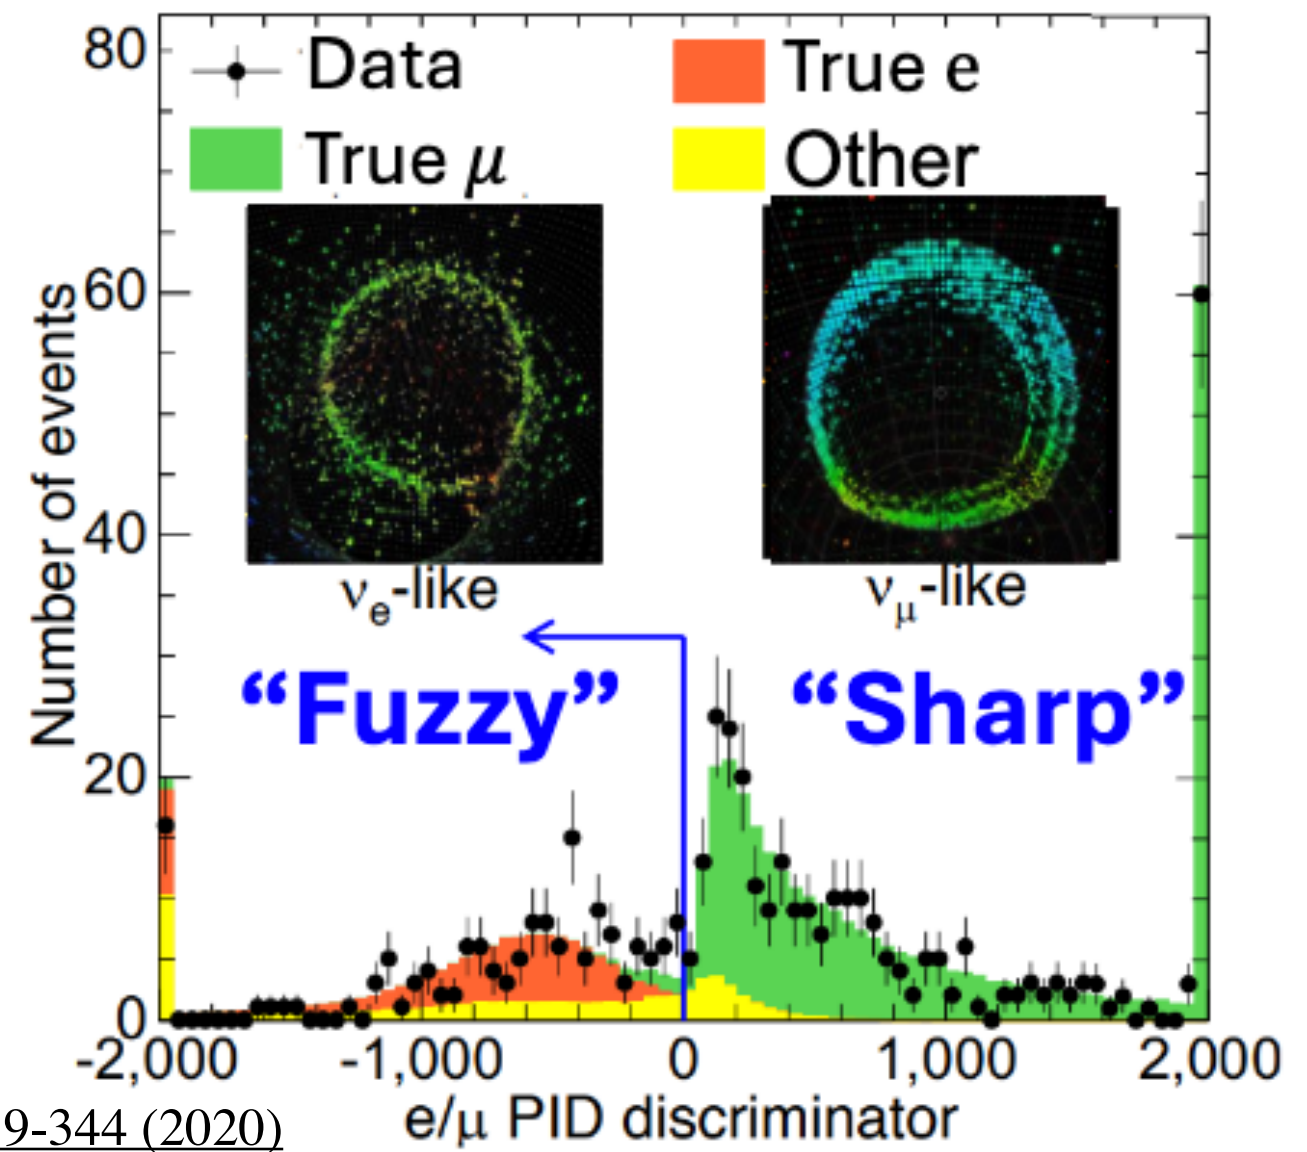 80
Data
True e
True μ
Other
60
40
20
0
Number of events
νe-like
νμ-like
“Fuzzy”
“Sharp”
-2,000
-1,000
0
1,000
2,000
e/μ PID discriminator
9-344 (2020)